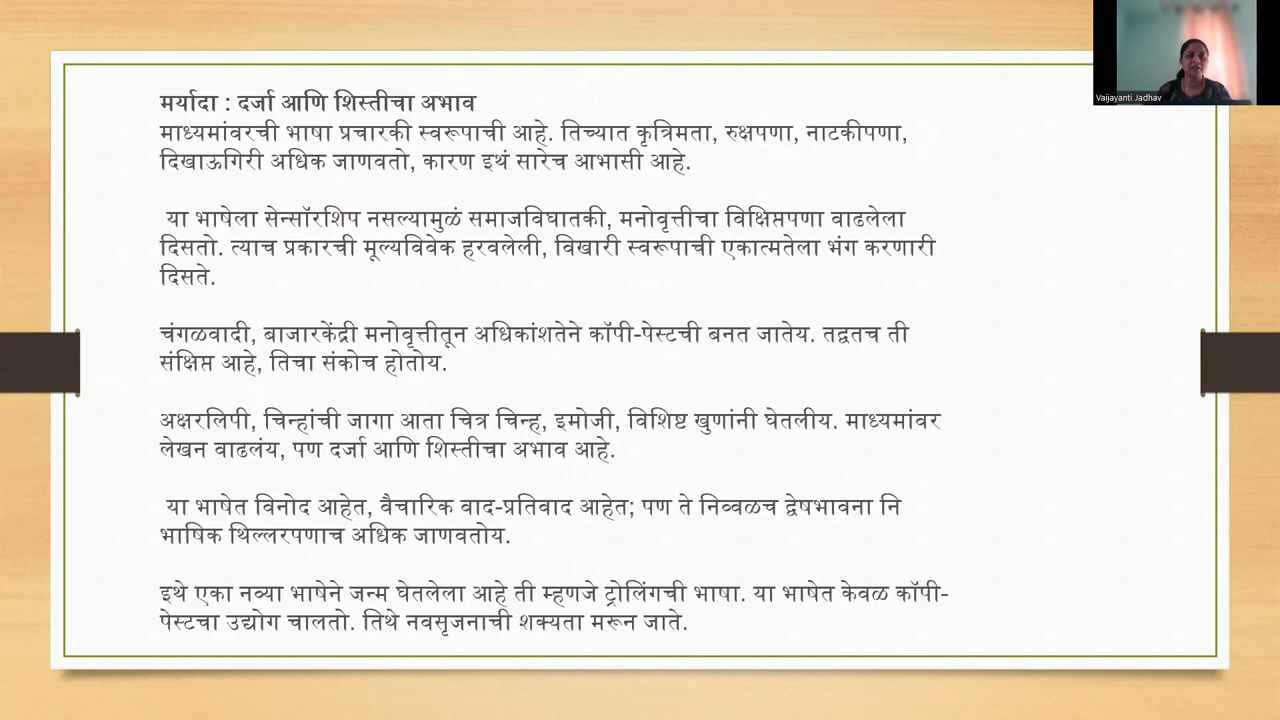 Vaijayanti Jadhav
मर्यादा : दर्जा आणि शिस्तीचा अभाव
माध्यमांवरची भाषा प्रचारकी स्वरूपाची आहे. तिच्यात कृत्रिमता, रुक्षपणा, नाटकीपणा,
दिखाऊगिरी अधिक जाणवतो, कारण इथं सारेच आभासी आहे.
या भाषेला सेन्सॉरशिप नसल्यामुळं समाजविघातकी, मनोवृत्तीचा विक्षिप्तपणा वाढलेला
दिसतो. त्याच प्रकारची मूल्यविवेक हरवलेली, विखारी स्वरूपाची एकात्मतेला भंग करणारी
दिसते.
चंगळवादी, बाजारकेंद्री मनोवृत्तीतून अधिकांशतेने कॉपी-पेस्टची बनत जातेय. तद्वतच ती
संक्षिप्त आहे, तिचा संकोच होतोय.
अक्षरलिपी, चिन्हांची जागा आता चित्र चिन्ह, इमोजी, विशिष्ट खुणांनी घेतलीय. माध्यमांवर
लेखन वाढलंय, पण दर्जा आणि शिस्तीचा अभाव आहे.
या भाषेत विनोद आहेत, वैचारिक वाद-प्रतिवाद आहेत; पण ते निव्वळच द्वेषभावना नि
भाषिक थिल्लरपणाच अधिक जाणवतोय.
इथे एका नव्या भाषेने जन्म घेतलेला आहे ती म्हणजे ट्रोलिंगची भाषा. या भाषेत केवळ कॉपी-
पेस्टचा उद्योग चालतो. तिथे नवसृजनाची शक्यता मरून जाते.